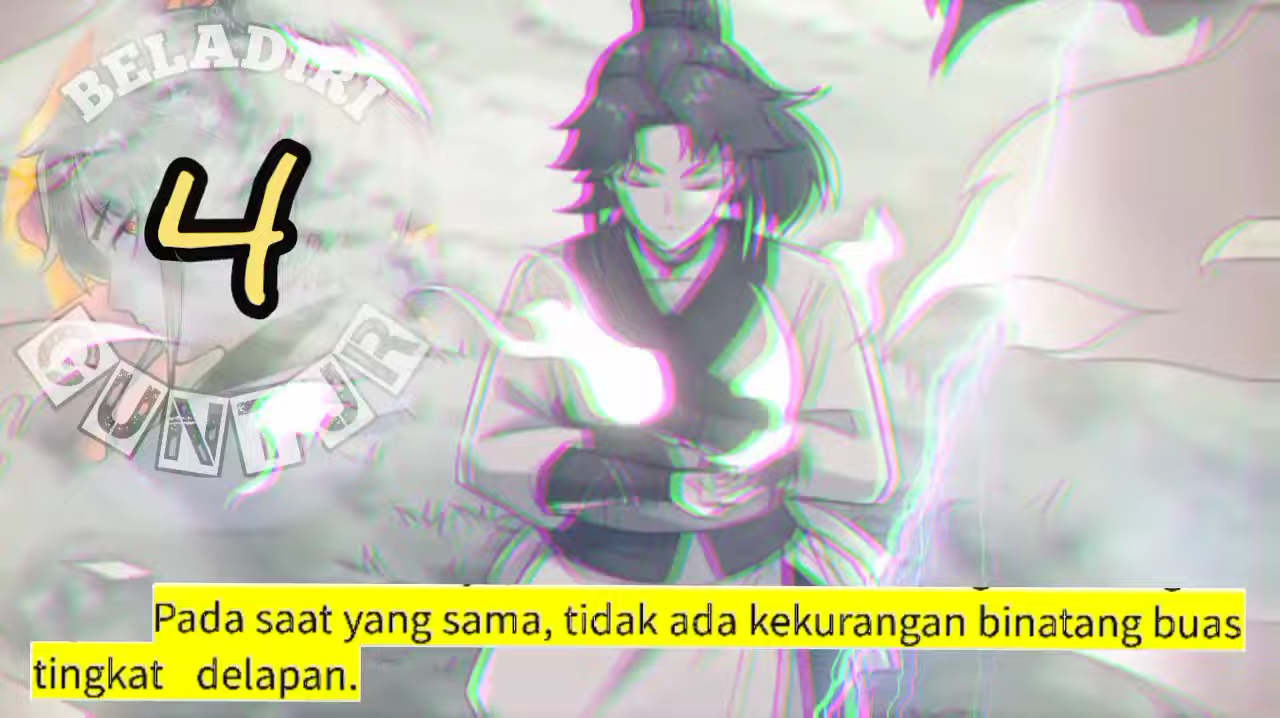 BELADIRI
4
GUNTUR
Pada saat yang sama, tidak ada kekurangan binatang buas
tingkat delapan.